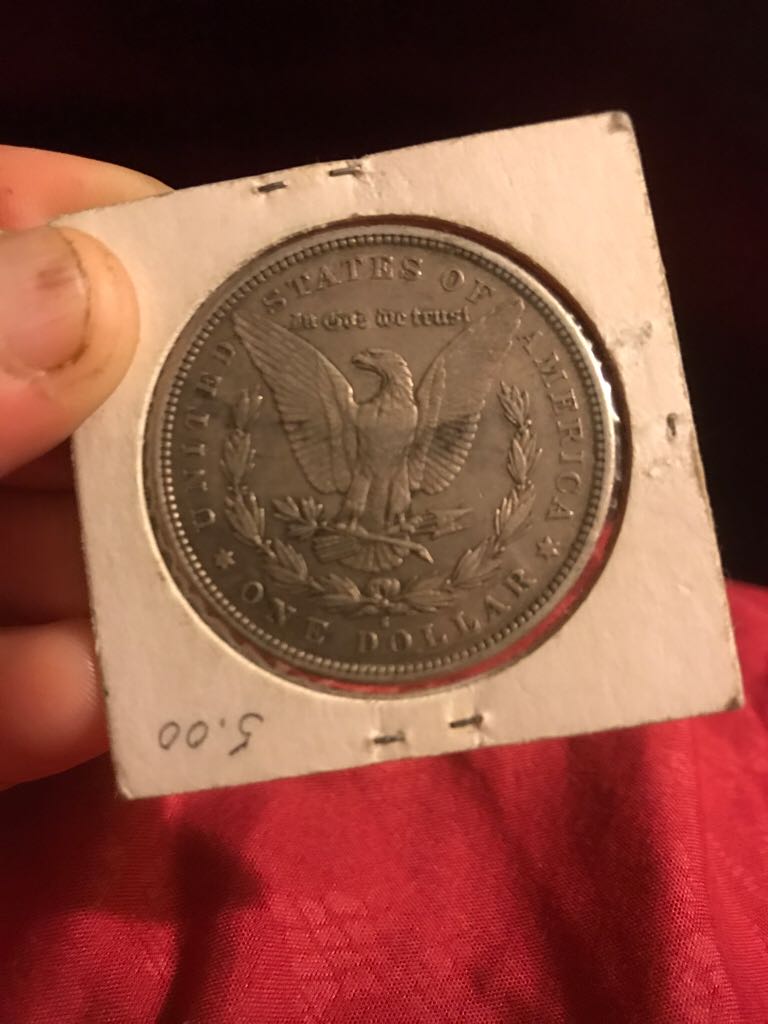 UNITED STATES OF AMERICA
In God we trust
ONE DOLLAR
5.00